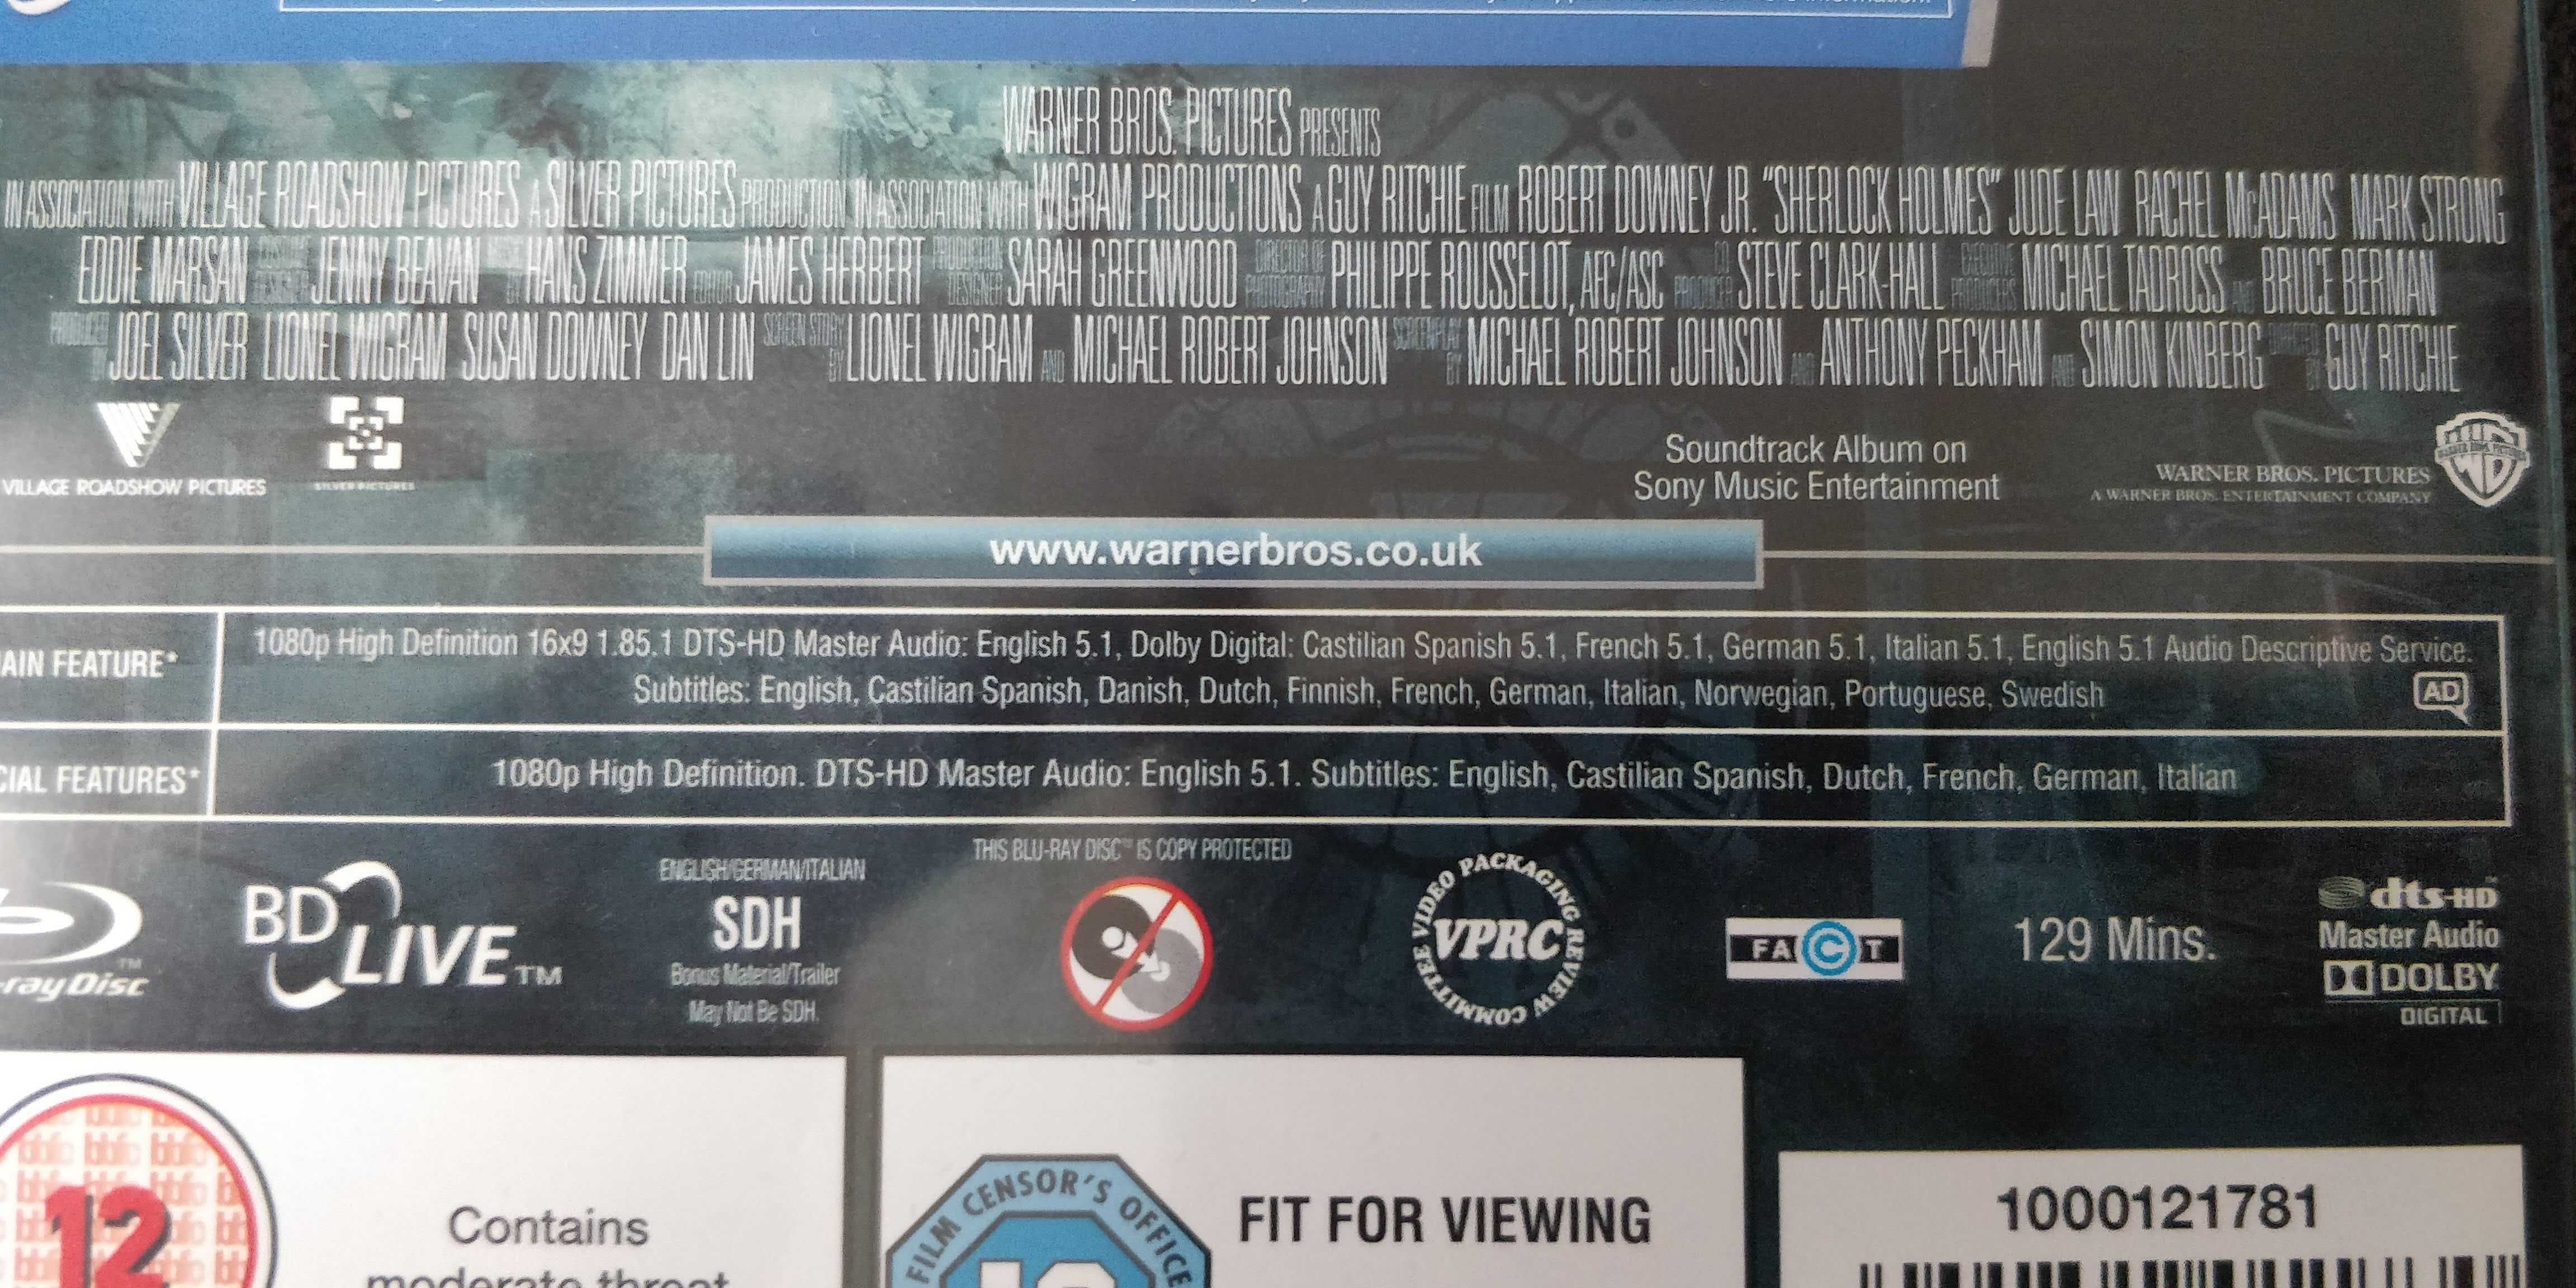 WARNER BROS. PICTURES PRESENTS
IN ASSOCIATION WITH VILLAGE ROADSHOW PICTURES A SILVER PICTURES PRODUCTION IN ASSOCIATION WITH WIGRAM PRODUCTIONS A GUY RITCHIE FILM ROBERT DOWNEY JR. "SHERLOCK HOLMES" JUDE LAW RACHEL McADAMS MARK STRONG
EDDIE MARSAN COSTUME DESIGNER JENNY BEAVAN MUSIC BY HANS ZIMMER EDITOR JAMES HERBERT PRODUCTION DESIGNER SARAH GREENWOOD DIRECTOR OF PHOTOGRAPHY PHILIPPE ROUSSELOT, AFC/ASC CO PRODUCER STEVE CLARK-HALL EXECUTIVE PRODUCERS MICHAEL TADROSS AND BRUCE BERMAN
PRODUCED BY JOEL SILVER LIONEL WIGRAM SUSAN DOWNEY DAN LIN SCREEN STORY BY LIONEL WIGRAM AND MICHAEL ROBERT JOHNSON SCREENPLAY BY MICHAEL ROBERT JOHNSON AND ANTHONY PECKHAM AND SIMON KINBERG DIRECTED BY GUY RITCHIE
VILLAGE ROADSHOW PICTURES
SILVER PICTURES
Soundtrack Album on
Sony Music Entertainment
WARNER BROS. PICTURES
A WARNER BROS. ENTERTAINMENT COMPANY
www.warnerbros.co.uk
AIN FEATURE*
1080p High Definition 16x9 1.85.1 DTS-HD Master Audio: English 5.1, Dolby Digital: Castilian Spanish 5.1, French 5.1, German 5.1, Italian 5.1, English 5.1 Audio Descriptive Service.
Subtitles: English, Castilian Spanish, Danish, Dutch, Finnish, French, German, Italian, Norwegian, Portuguese, Swedish
AD
CIAL FEATURES*
1080p High Definition. DTS-HD Master Audio: English 5.1. Subtitles: English, Castilian Spanish, Dutch, French, German, Italian
-rayDisc™
BD LIVE™
ENGLISH/GERMAN/ITALIAN
SDH
Bonus Material/Trailer
May Not Be SDH.
THIS BLU-RAY DISC™ IS COPY PROTECTED
VIDEO PACKAGING REVIEW COMMITTEE
VPRC
FACT
129 Mins.
dts-HD
Master Audio
DOLBY
DIGITAL
12
Contains
moderate threat
FILM CENSOR'S OFFICE
FIT FOR VIEWING
1000121781